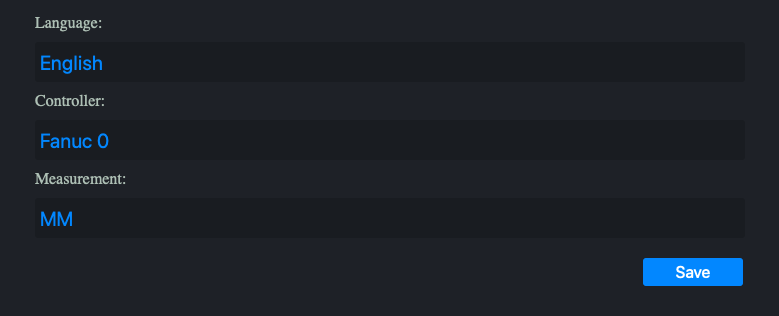 Language:
English
Controller:
Fanuc 0
Measurement:
MM
Save